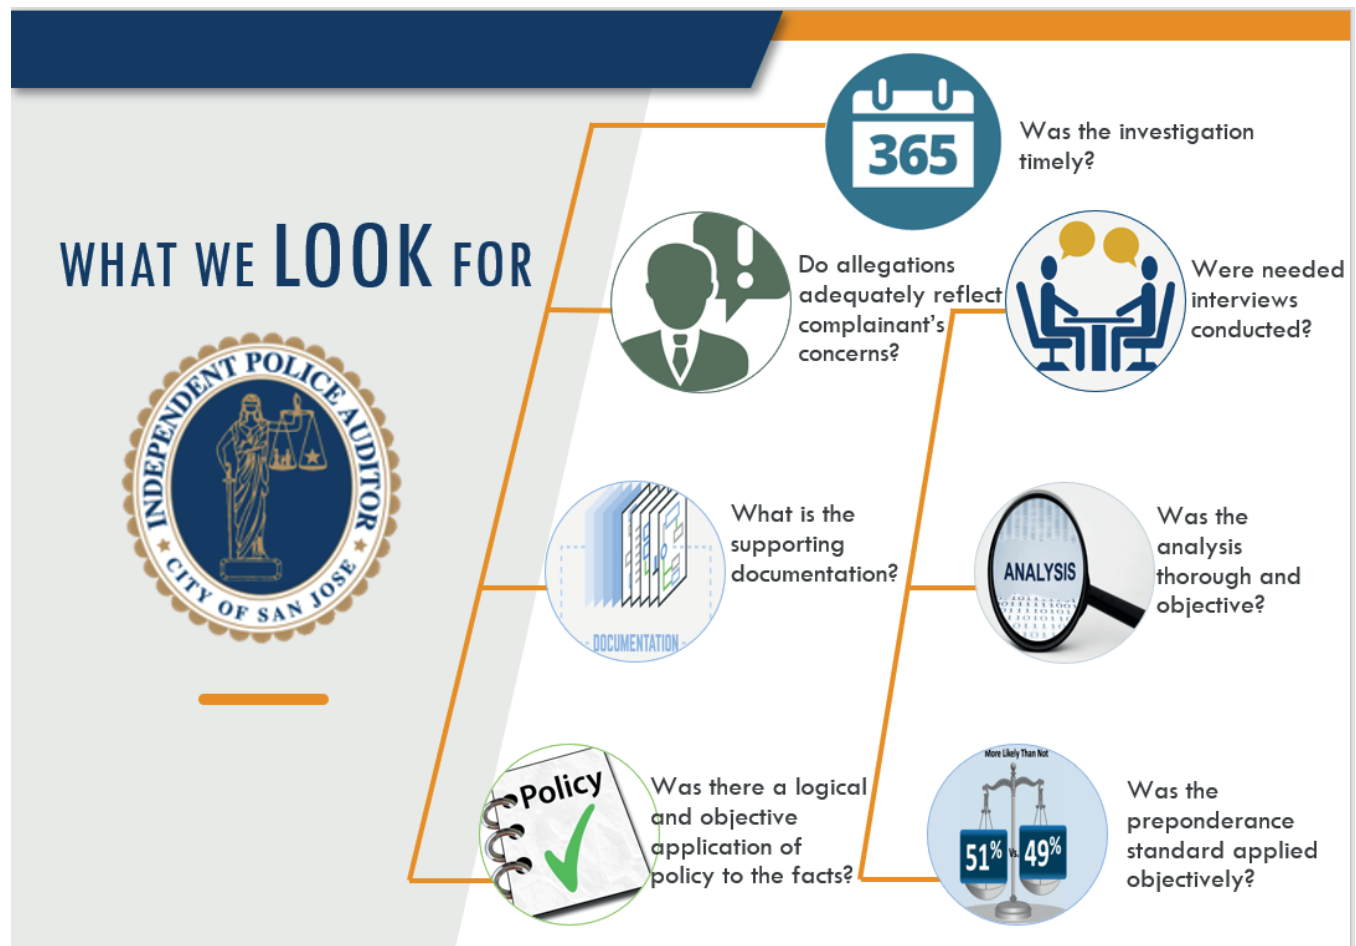 WHAT WE LOOK FOR
INDEPENDENT POLICE AUDITOR
CITY OF SAN JOSE
365
Was the investigation
timely?
Do allegations
adequately reflect
complainant's
concerns?
Were needed
interviews
conducted?
DOCUMENTATION
What is the
supporting
documentation?
ANALYSIS
Was the
analysis
thorough and
objective?
Policy
Was there a logical
and objective
application of
policy to the facts?
More Likely Than Not
51% Vs. 49%
Was the
preponderance
standard applied
objectively?